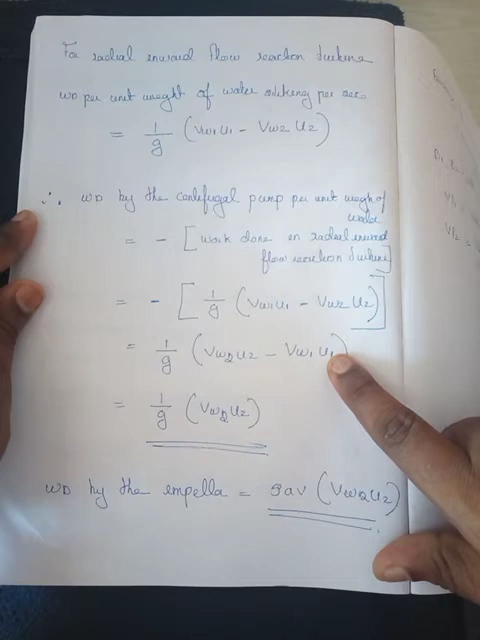 For radial inward flow reaction turbine
WD per unit weight of water striking per sec.
= 1/g (Vw1 u1 - Vw2 u2)
∴ WD by the centrifugal pump per unit weight of
water
= - [work done in radial inward
flow reaction turbine]
= - [1/g (Vw1 u1 - Vw2 u2)]
= 1/g (Vw2 u2 - Vw1 u1)
= 1/g (Vw2 u2)
WD by the impella = ρav (Vw2 u2)